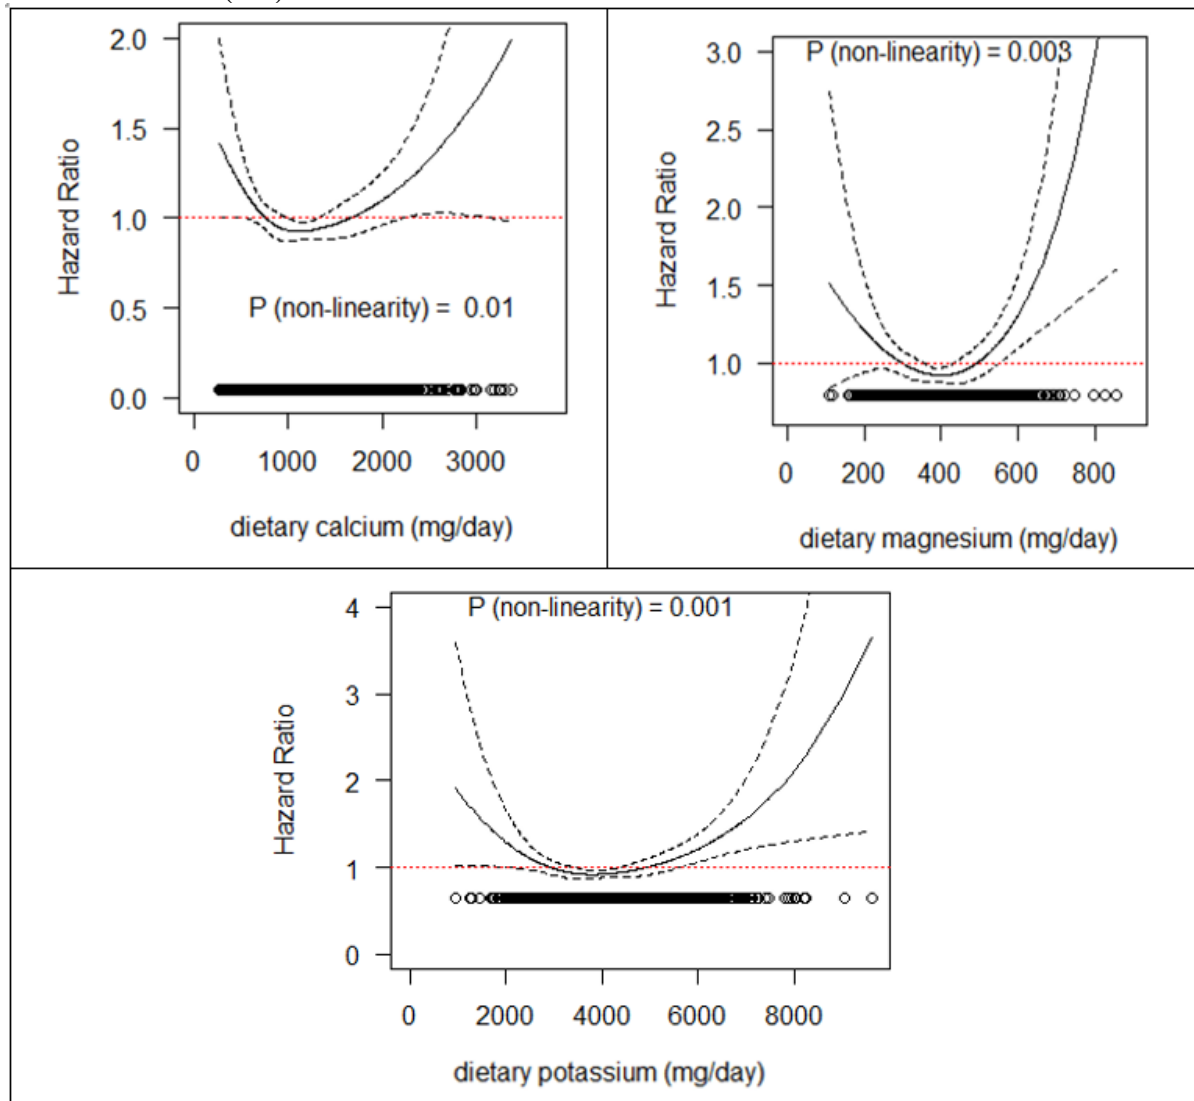 2.0
1.5
1.0
0.5
0.0
Hazard Ratio
P (non-linearity) = 0.01
0 1000 2000 3000
dietary calcium (mg/day)
P (non-linearity) = 0.003
3.0
2.5
2.0
1.5
1.0
Hazard Ratio
0 200 400 600 800
dietary magnesium (mg/day)
P (non-linearity) = 0.001
4
3
2
1
0
Hazard Ratio
0 2000 4000 6000 8000
dietary potassium (mg/day)